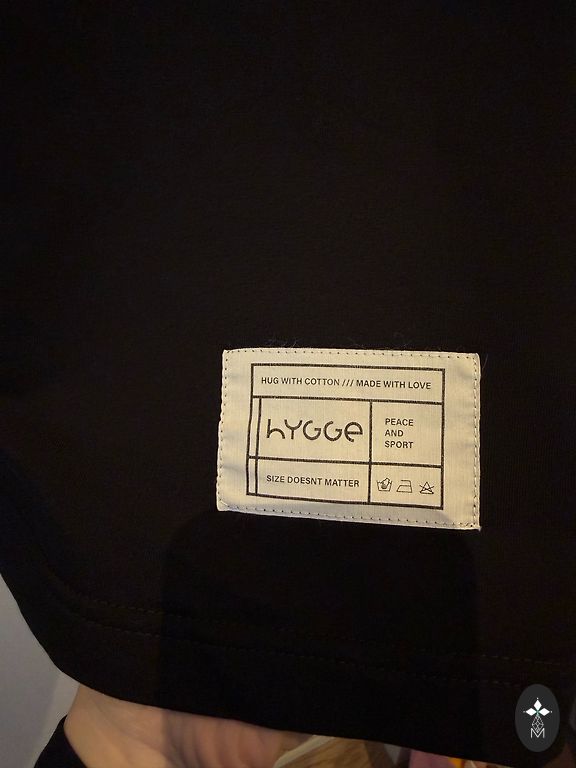 HUG WITH COTTON /// MADE WITH LOVE
hYGGe
PEACE
AND
SPORT
SIZE DOESNT MATTER
M